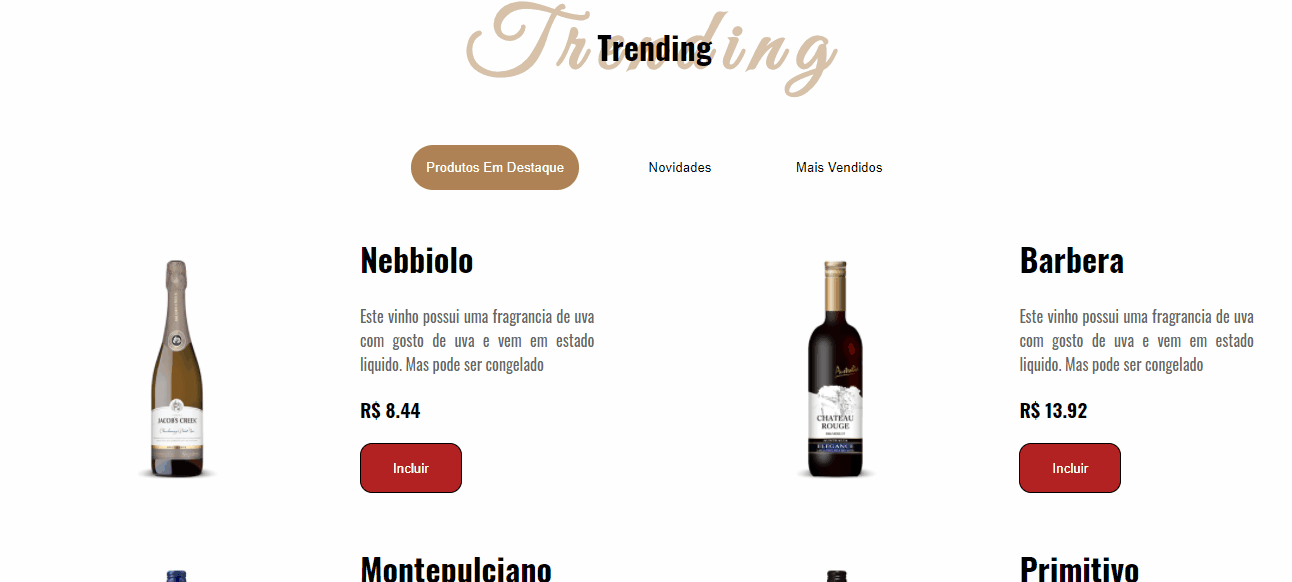 Trending
Trending
Produtos Em Destaque
Novidades
Mais Vendidos
Nebbiolo
Este vinho possui uma fragrancia de uva
com gosto de uva e vem em estado
liquido. Mas pode ser congelado
R$ 8.44
Incluir
JACOB'S CREEK
Barbera
Este vinho possui uma fragrancia de uva
com gosto de uva e vem em estado
liquido. Mas pode ser congelado
R$ 13.92
Incluir
CHATEAU
ROUGE
ELEGANCE
Montepulciano
Primitivo